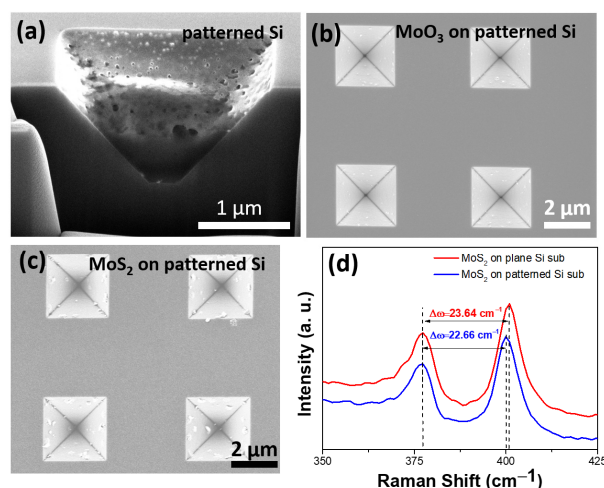 (a)
patterned Si
1 μm
(b)
MoO₃ on patterned Si
2 μm
(c)
MoS₂ on patterned Si
2 μm
(d)
MoS₂ on plane Si sub
MoS₂ on patterned Si sub
Δω=23.64 cm⁻¹
Δω=22.66 cm⁻¹
Intensity (a. u.)
350 375 400 425
Raman Shift (cm⁻¹)